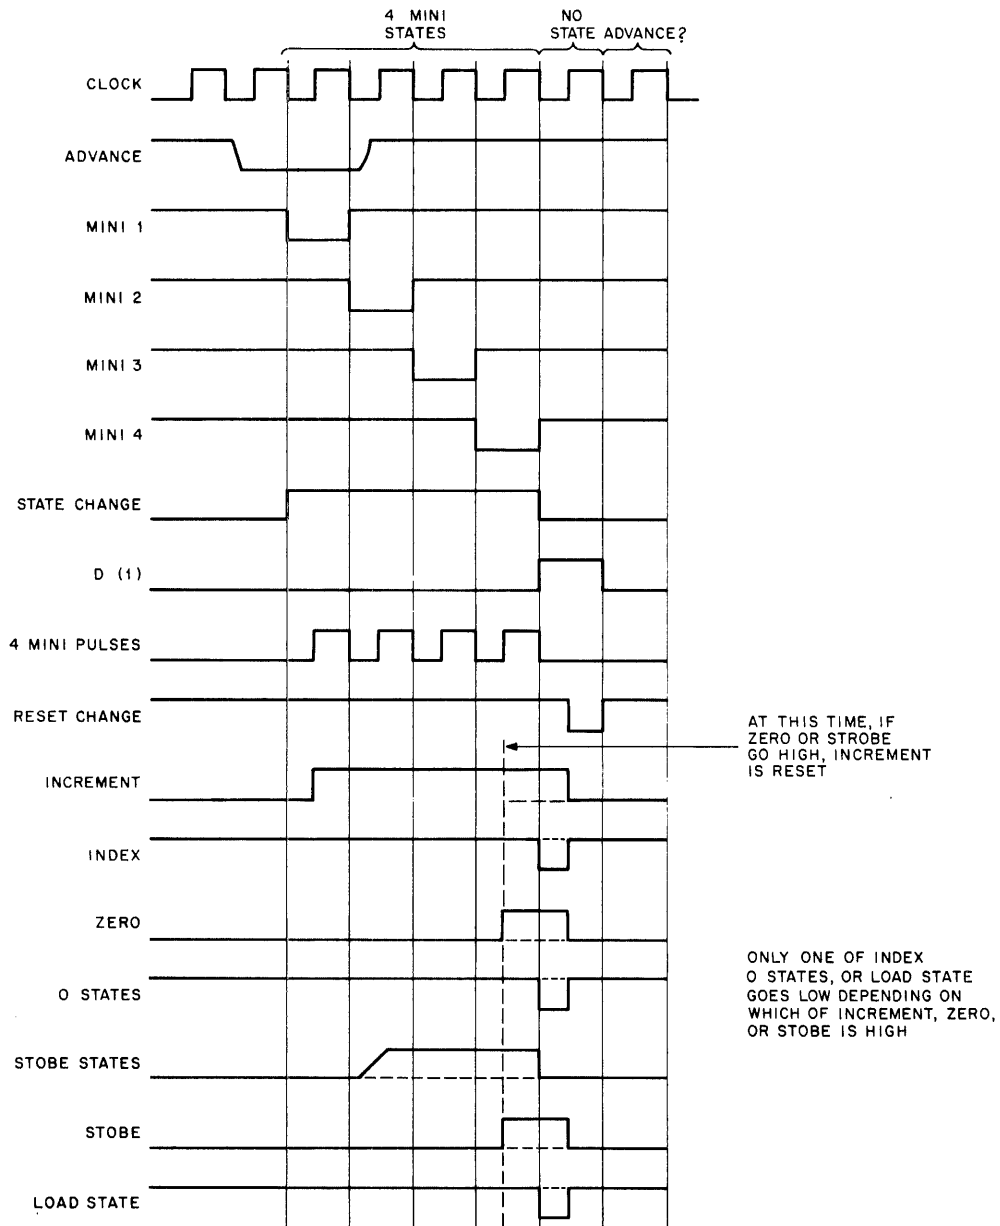 4 MINI
STATES
NO
STATE ADVANCE?
CLOCK
ADVANCE
MINI 1
MINI 2
MINI 3
MINI 4
STATE CHANGE
D (1)
4 MINI PULSES
RESET CHANGE
AT THIS TIME, IF
ZERO OR STROBE
GO HIGH, INCREMENT
IS RESET
INCREMENT
INDEX
ZERO
O STATES
ONLY ONE OF INDEX
O STATES, OR LOAD STATE
GOES LOW DEPENDING ON
WHICH OF INCREMENT, ZERO,
OR STOBE IS HIGH
STOBE STATES
STOBE
LOAD STATE